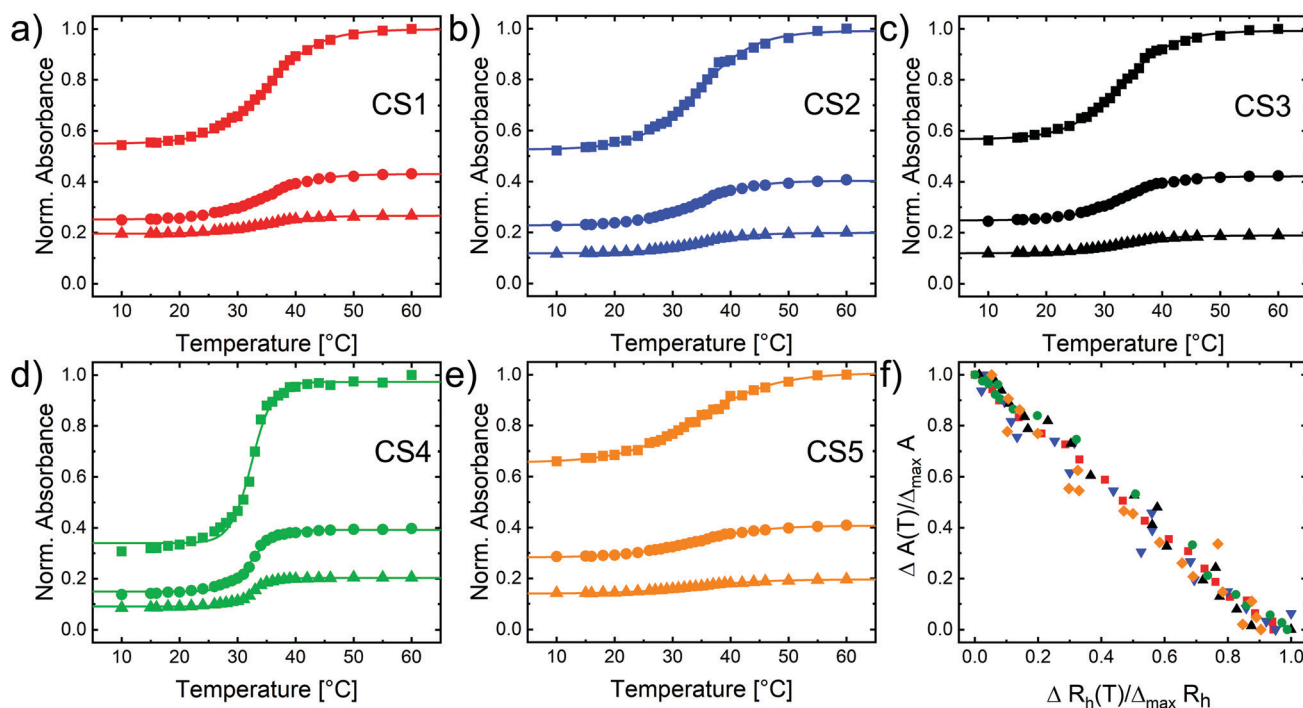 a)
CS1
Norm. Absorbance
1.0
0.8
0.6
0.4
0.2
0.0
10 20 30 40 50 60
Temperature [°C]
b)
CS2
Norm. Absorbance
1.0
0.8
0.6
0.4
0.2
0.0
10 20 30 40 50 60
Temperature [°C]
c)
CS3
Norm. Absorbance
1.0
0.8
0.6
0.4
0.2
0.0
10 20 30 40 50 60
Temperature [°C]
d)
CS4
Norm. Absorbance
1.0
0.8
0.6
0.4
0.2
0.0
10 20 30 40 50 60
Temperature [°C]
e)
CS5
Norm. Absorbance
1.0
0.8
0.6
0.4
0.2
0.0
10 20 30 40 50 60
Temperature [°C]
f)
Δ A(T)/Δmax A
1.0
0.8
0.6
0.4
0.2
0.0
0.0 0.2 0.4 0.6 0.8 1.0
Δ Rh(T)/Δmax Rh